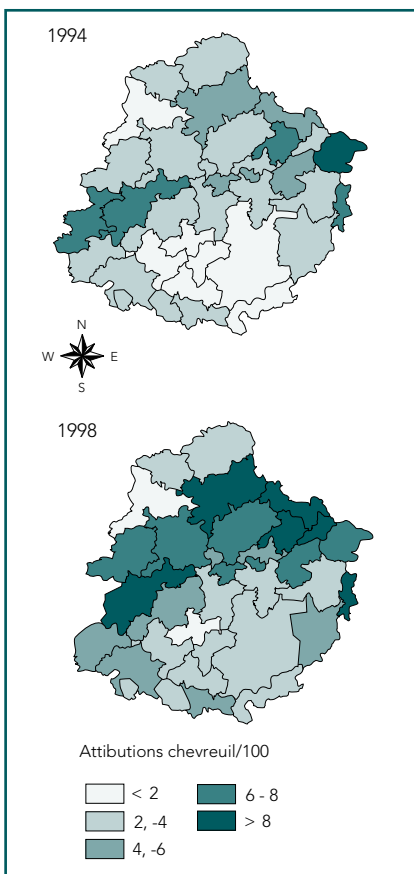 1994
N
W E
S
1998
Attibutions chevreuil/100
< 2
6 - 8
2, -4
> 8
4, -6